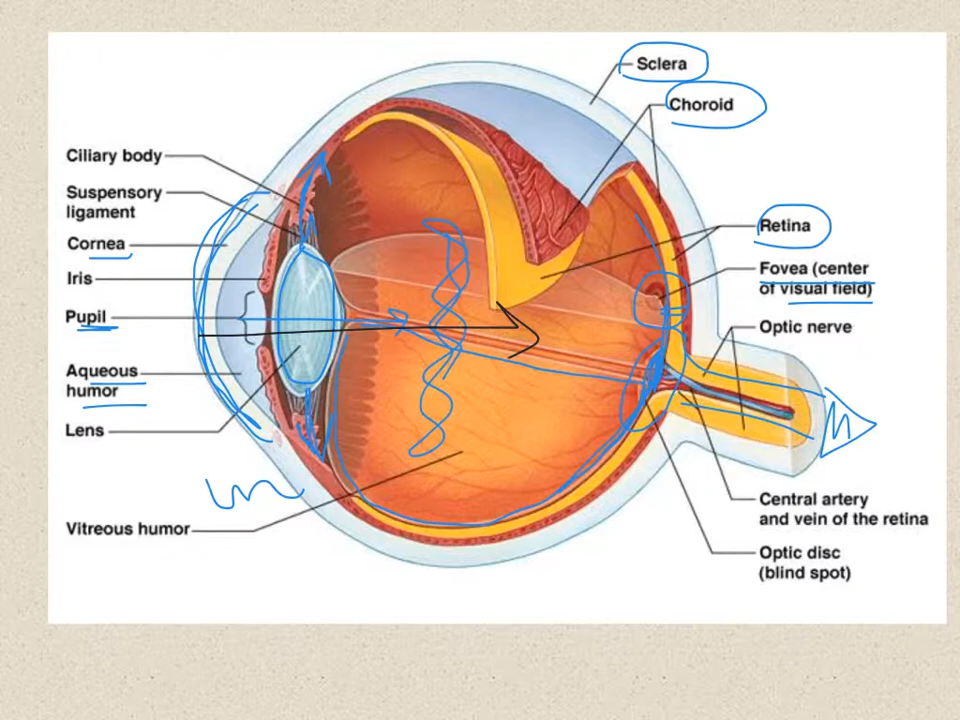 Sclera
Choroid
Ciliary body
Suspensory
ligament
Cornea
Iris
Pupil
Aqueous
humor
Lens
Vitreous humor
Retina
Fovea (center
of visual field)
Optic nerve
Central artery
and vein of the retina
Optic disc
(blind spot)